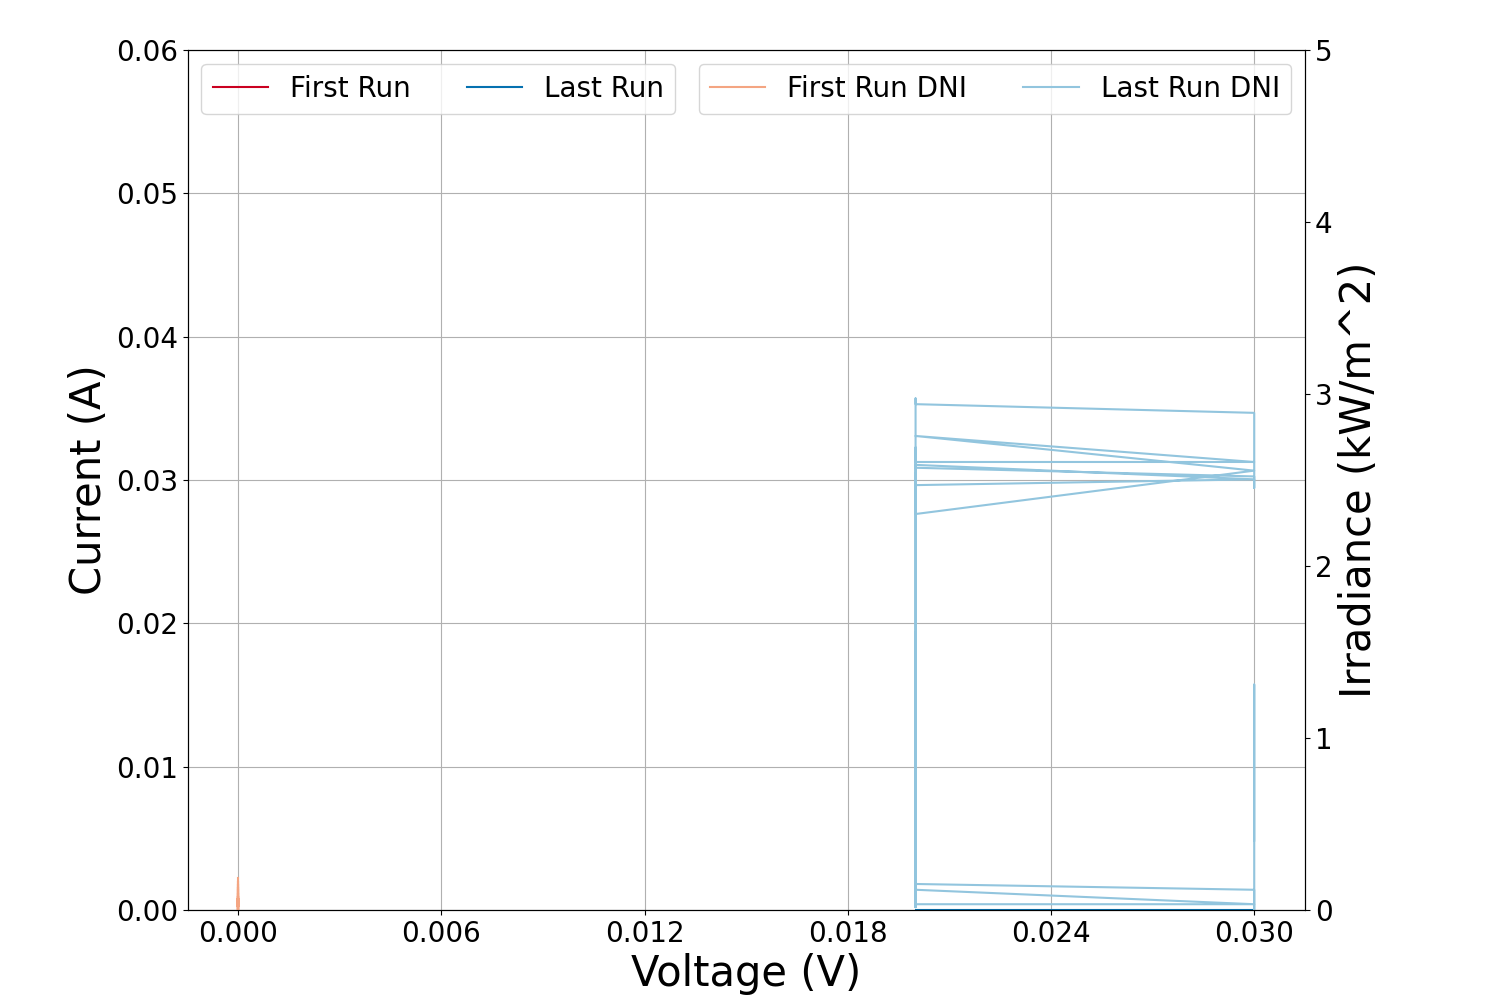 First Run
Last Run
First Run DNI
Last Run DNI
0.06
0.05
0.04
0.03
0.02
0.01
0.00
Current (A)
5
4
3
2
1
0
Irradiance (kW/m^2)
0.000
0.006
0.012
0.018
0.024
0.030
Voltage (V)